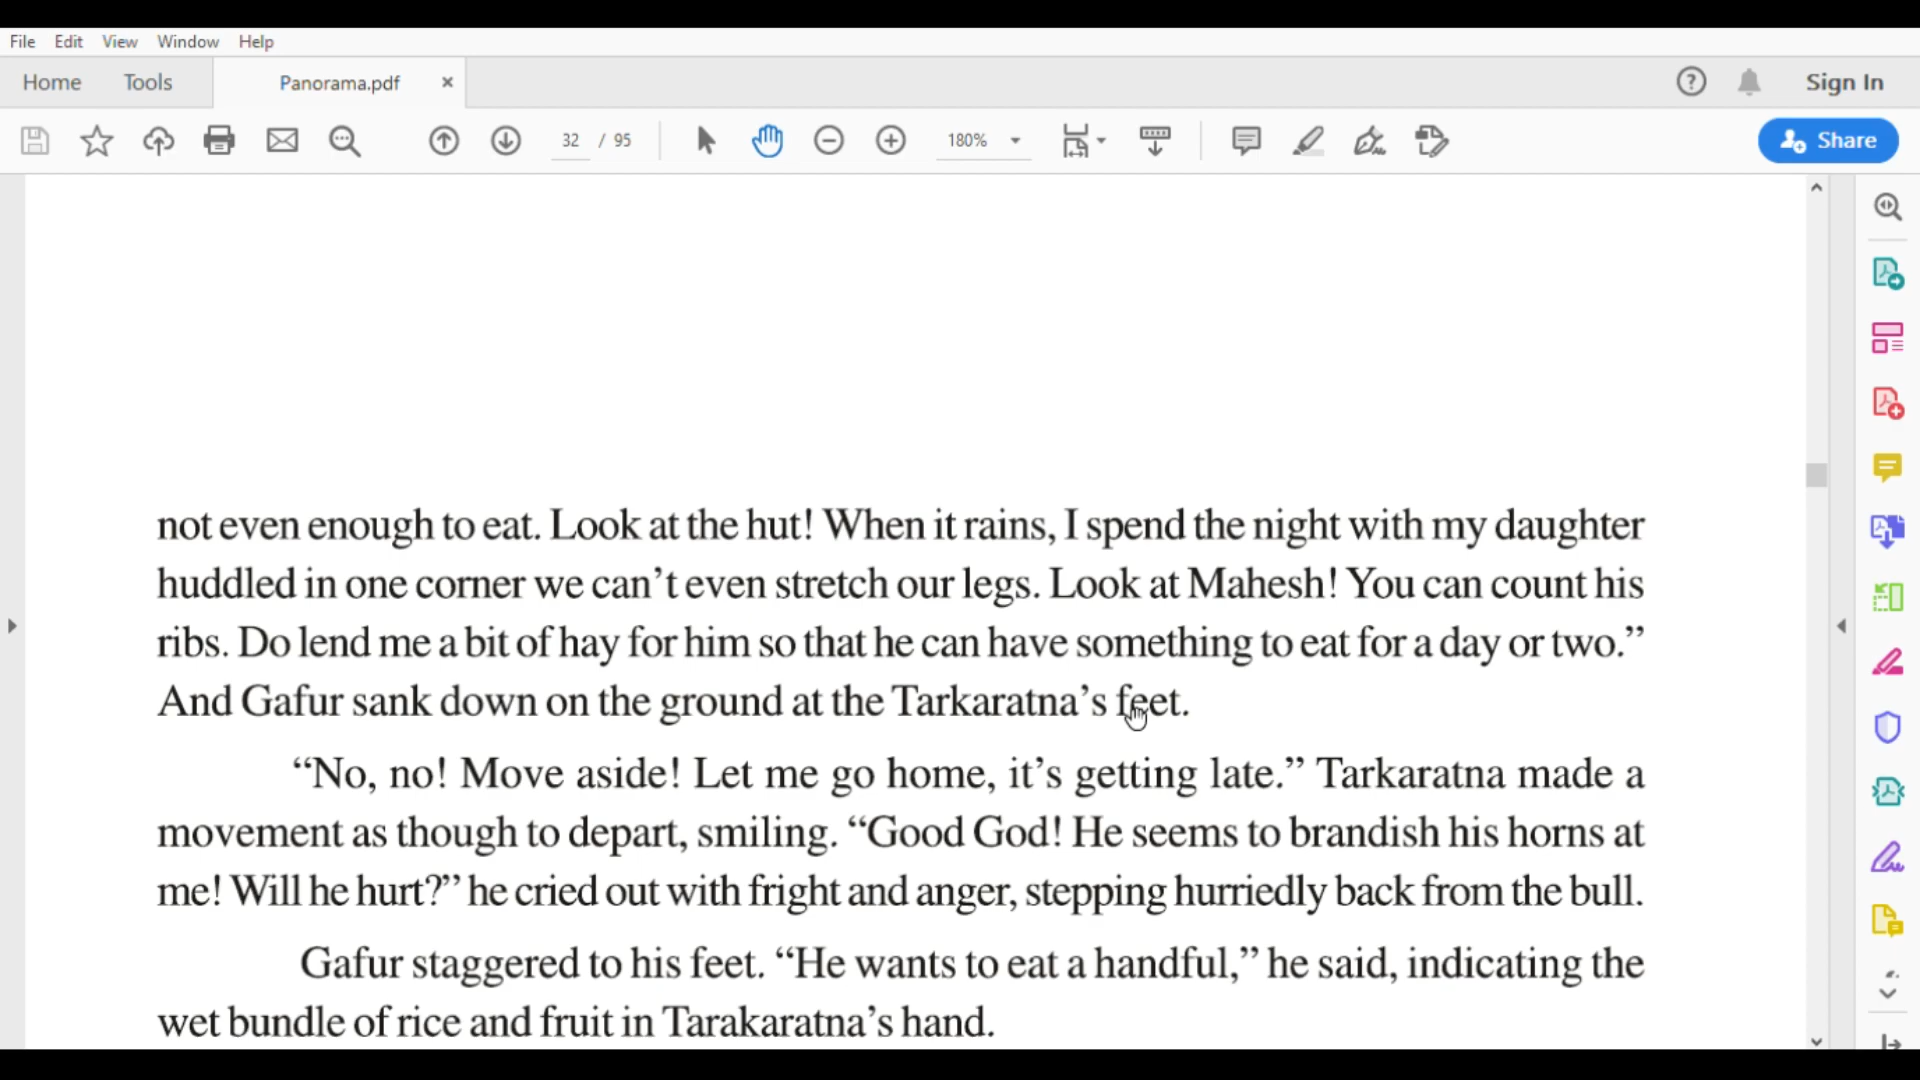 File Edit View Window Help
Home Tools Panorama.pdf × Sign In
32 / 95 180% Share
not even enough to eat. Look at the hut! When it rains, I spend the night with my daughter
huddled in one corner we can’t even stretch our legs. Look at Mahesh! You can count his
ribs. Do lend me a bit of hay for him so that he can have something to eat for a day or two.”
And Gafur sank down on the ground at the Tarkaratna’s feet.
“No, no! Move aside! Let me go home, it’s getting late.” Tarkaratna made a
movement as though to depart, smiling. “Good God! He seems to brandish his horns at
me! Will he hurt?” he cried out with fright and anger, stepping hurriedly back from the bull.
Gafur staggered to his feet. “He wants to eat a handful,” he said, indicating the
wet bundle of rice and fruit in Tarakaratna’s hand.